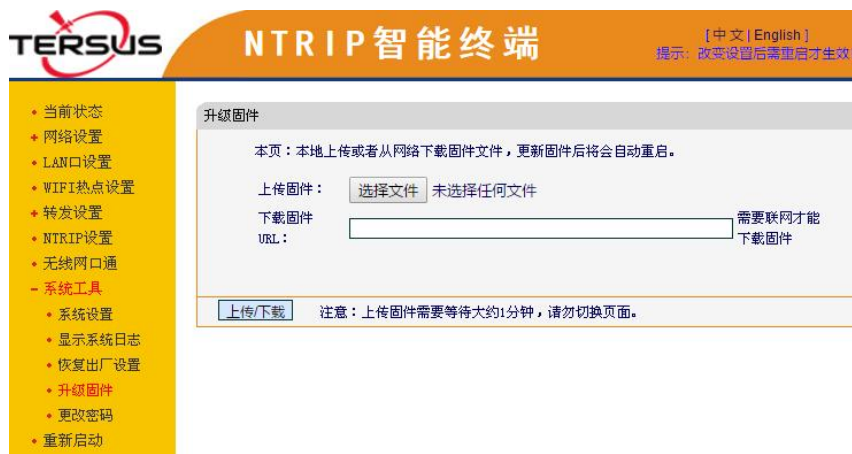 TERSUS
NTRIP智能终端
[中文|English]
提示：改变设置后需重启才生效
当前状态
网络设置
LAN口设置
WIFI热点设置
转发设置
NTRIP设置
无线网口通
系统工具
系统设置
显示系统日志
恢复出厂设置
升级固件
更改密码
重新启动
升级固件
本页：本地上传或者从网络下载固件文件，更新固件后将会自动重启。
上传固件：
选择文件 未选择任何文件
下载固件
URL：
需要联网才能
下载固件
上传/下载 注意：上传固件需要等待大约1分钟，请勿切换页面。